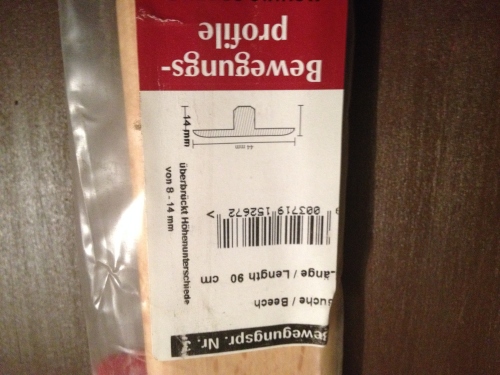 Bewegungspr. Nr.
Buche / Beech
Länge / Length 90 cm
9 003719 152672 >
überbrückt Höhenunterschiede
von 8 - 14 mm
44 mm
14 mm
Bewegungs-
profile